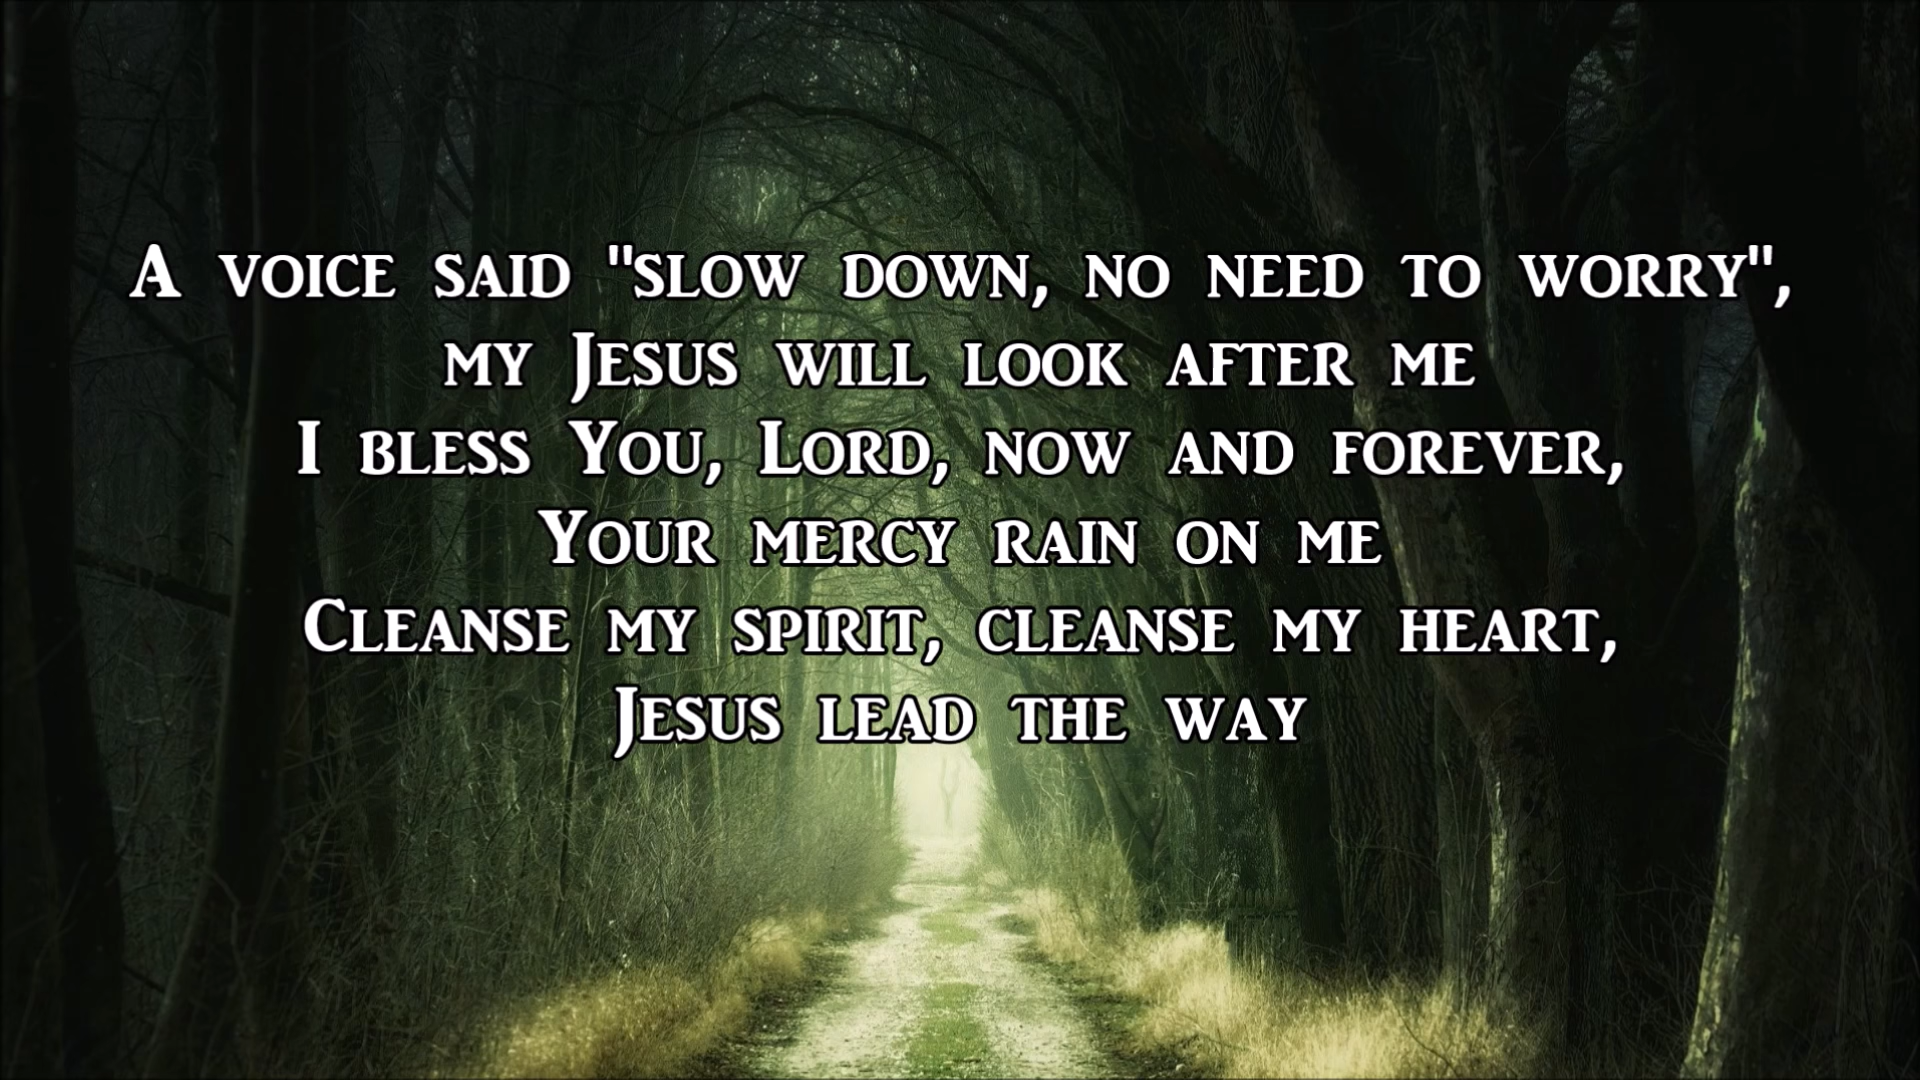 A voice said "slow down, no need to worry",
my Jesus will look after me
I bless You, Lord, now and forever,
Your mercy rain on me
Cleanse my spirit, cleanse my heart,
Jesus lead the way